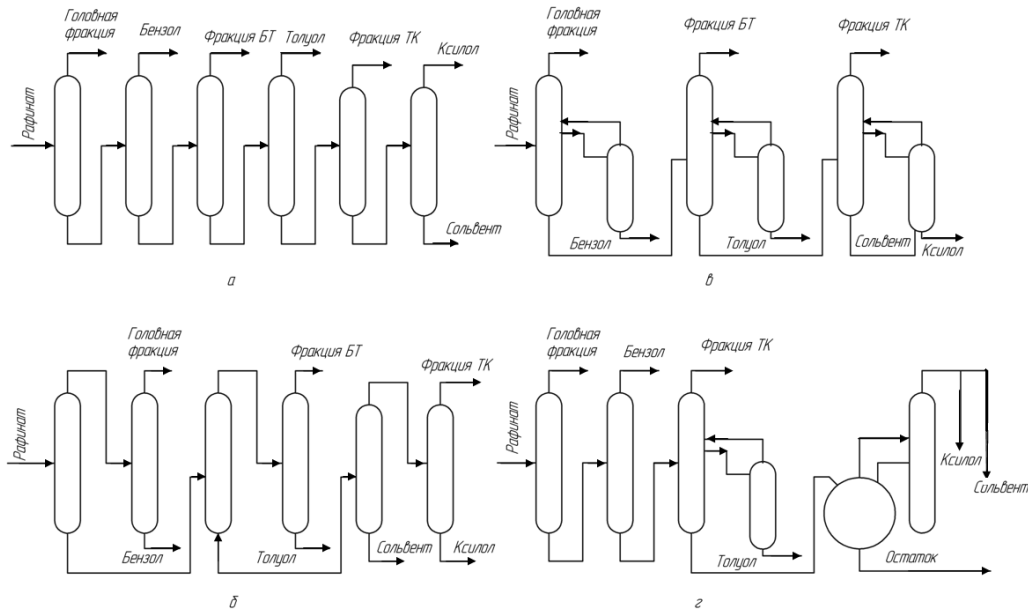 Головная
фракция
Бензол
Фракция БТ
Толуол
Фракция ТК
Ксилол
Рафинат
Сольвент
а
Головная
фракция
Фракция БТ
Фракция ТК
Рафинат
Бензол
Толуол
Сольвент
Ксилол
в
Головная
фракция
Фракция БТ
Фракция ТК
Рафинат
Бензол
Толуол
Сольвент
Ксилол
б
Головная
фракция
Бензол
Фракция ТК
Рафинат
Ксилол
Сильвент
Толуол
Остаток
г